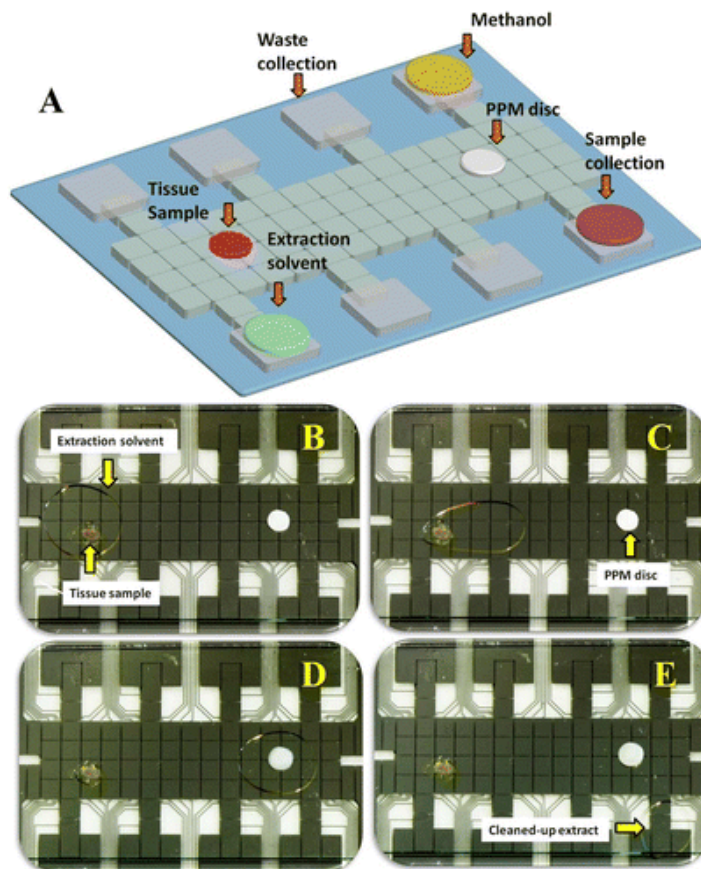 Methanol
Waste
collection
A
PPM disc
Sample
collection
Tissue
Sample
Extraction
solvent
B
Extraction solvent
Tissue sample
C
PPM disc
D
E
Cleaned-up extract